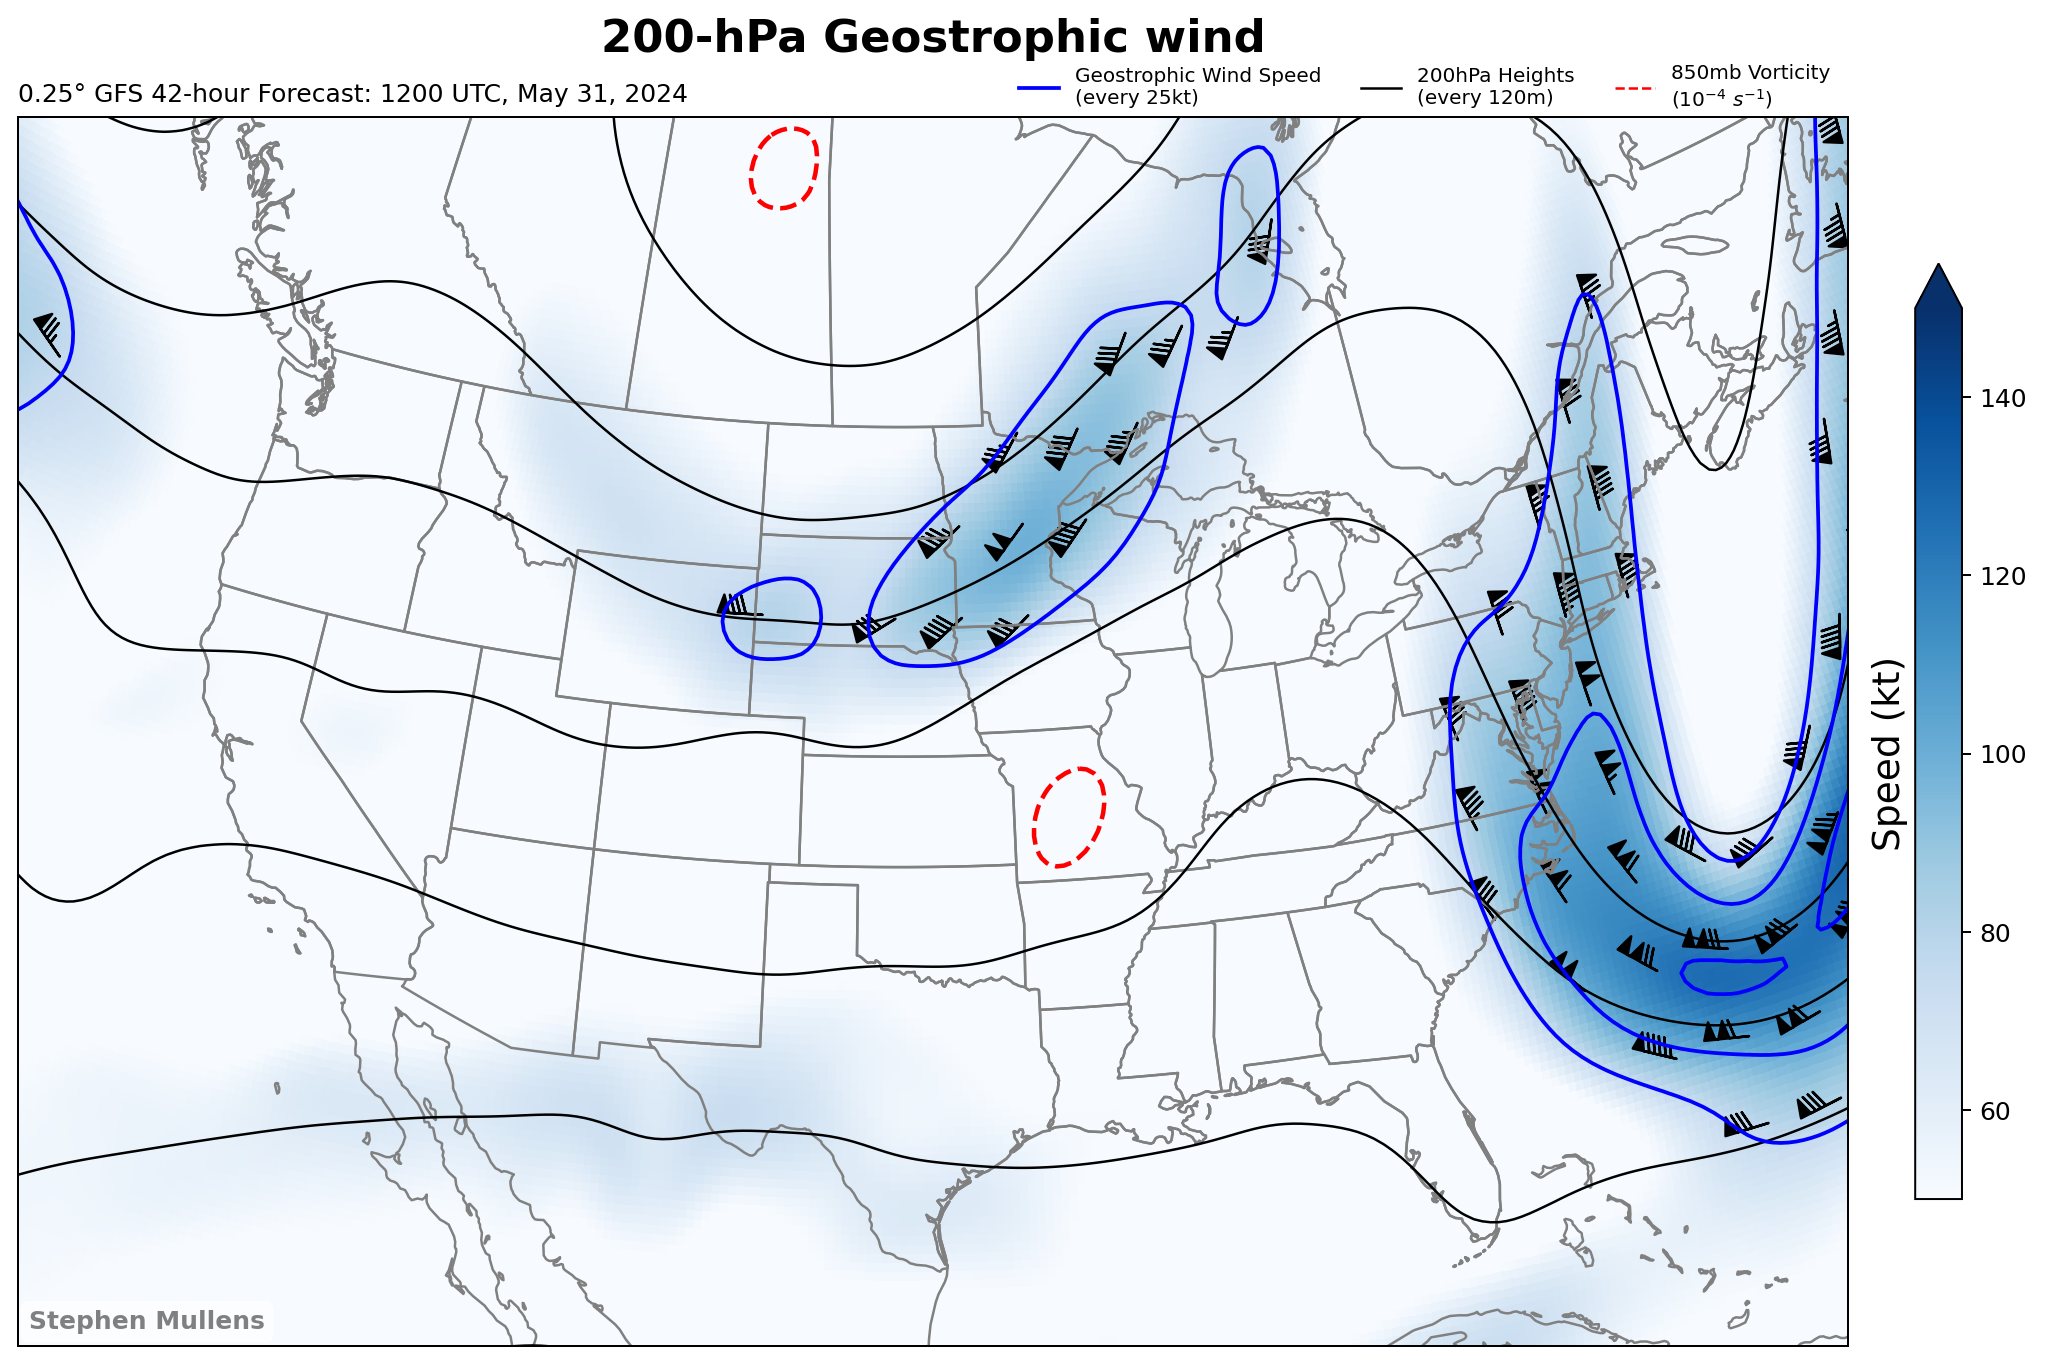 200-hPa Geostrophic wind
0.25° GFS 42-hour Forecast: 1200 UTC, May 31, 2024
Geostrophic Wind Speed
(every 25kt)
200hPa Heights
(every 120m)
850mb Vorticity
(10⁻⁴ s⁻¹)
140
120
100
80
60
Speed (kt)
Stephen Mullens